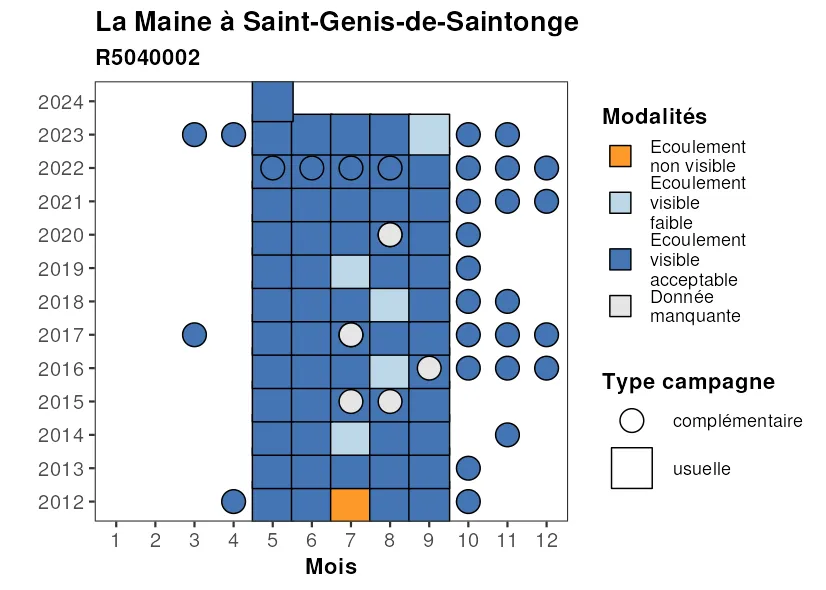 La Maine à Saint-Genis-de-Saintonge
R5040002
2024
2023
2022
2021
2020
2019
2018
2017
2016
2015
2014
2013
2012
1 2 3 4 5 6 7 8 9 10 11 12
Mois
Modalités
Ecoulement
non visible
Ecoulement
visible
faible
Ecoulement
visible
acceptable
Donnée
manquante
Type campagne
complémentaire
usuelle